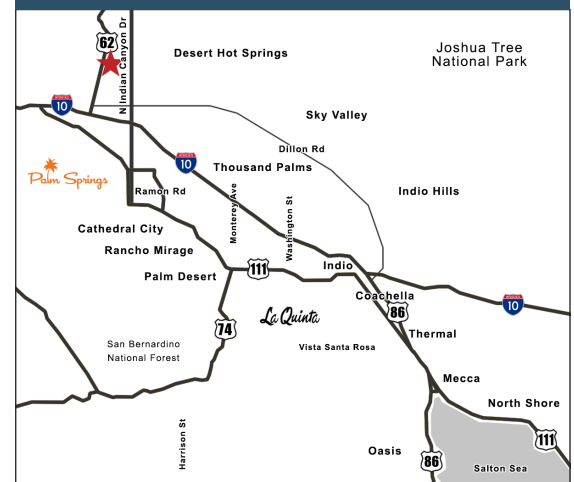 62
N Indian Canyon Dr
Desert Hot Springs
Joshua Tree
National Park
10
Sky Valley
Dillon Rd
10
Thousand Palms
Palm Springs
Ramon Rd
Indio Hills
Monterey Ave
Washington St
Cathedral City
Rancho Mirage
Palm Desert
111
Indio
Coachella
10
86
La Quinta
74
Thermal
San Bernardino
National Forest
Vista Santa Rosa
Mecca
North Shore
Harrison St
111
Oasis
86
Salton Sea